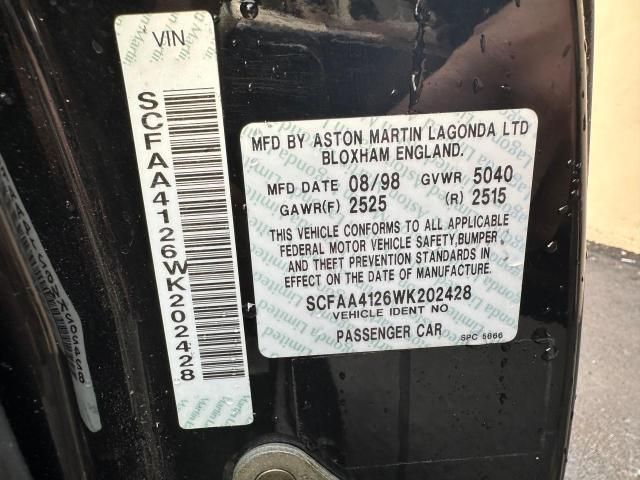 VIN
SCFAA4126WK202428
MFD BY ASTON MARTIN LAGONDA LTD
BLOXHAM ENGLAND.
MFD DATE 08/98 GVWR 5040
GAWR(F) 2525 (R) 2515
THIS VEHICLE CONFORMS TO ALL APPLICABLE
FEDERAL MOTOR VEHICLE SAFETY,BUMPER
AND THEFT PREVENTION STANDARDS IN
EFFECT ON THE DATE OF MANUFACTURE.
SCFAA4126WK202428
VEHICLE IDENT NO
PASSENGER CAR
SPC 5866